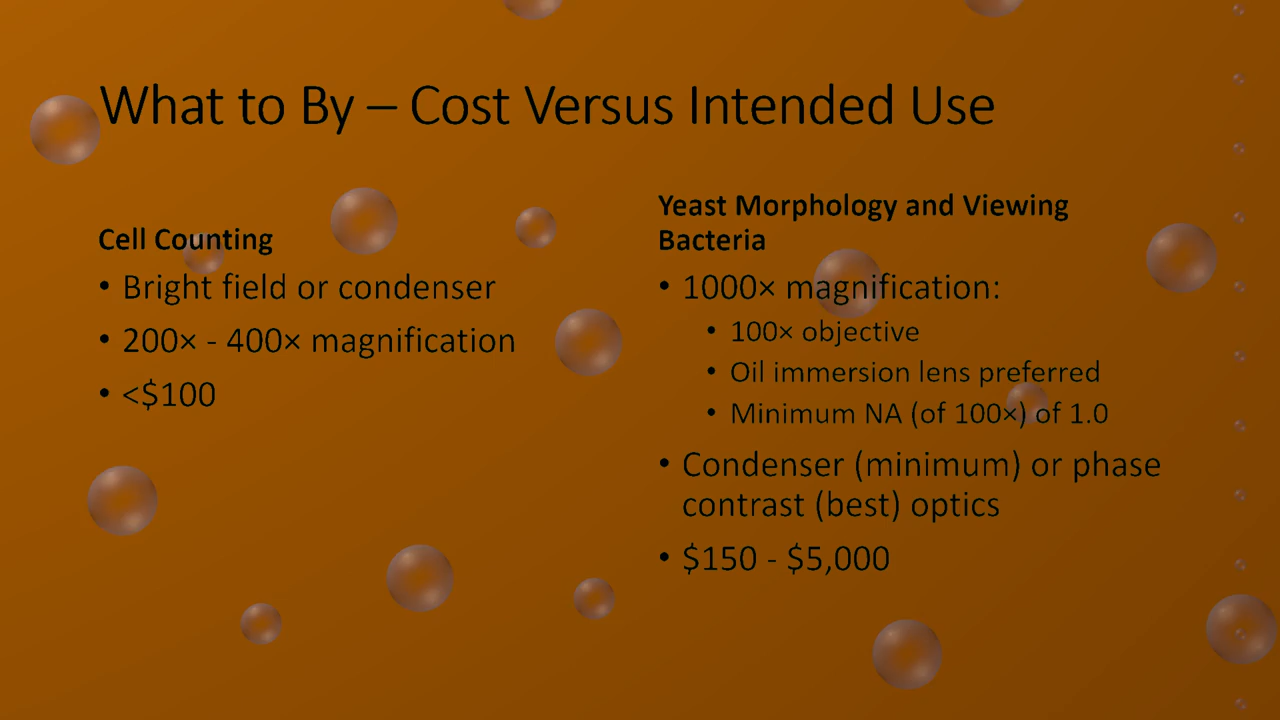 What to By – Cost Versus Intended Use
Cell Counting
• Bright field or condenser
• 200× - 400× magnification
• <$100
Yeast Morphology and Viewing
Bacteria
• 1000× magnification:
• 100× objective
• Oil immersion lens preferred
• Minimum NA (of 100×) of 1.0
• Condenser (minimum) or phase
contrast (best) optics
• $150 - $5,000